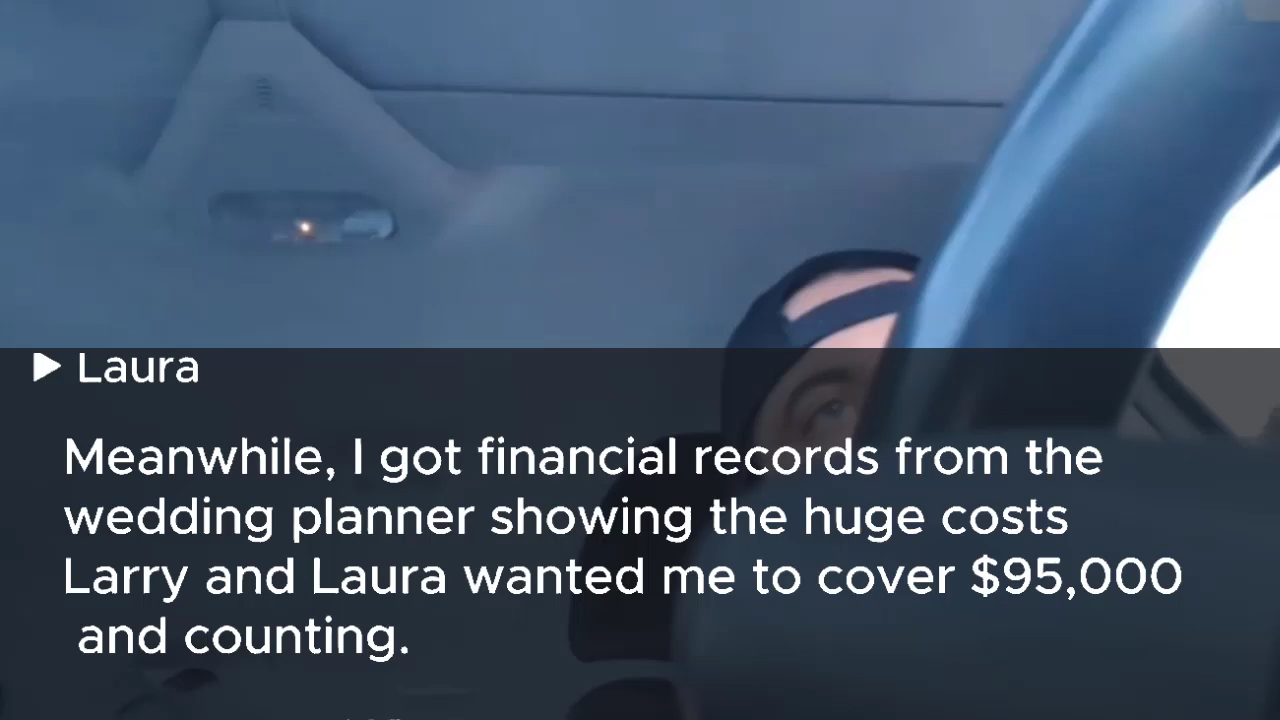 ▶ Laura
Meanwhile, I got financial records from the
wedding planner showing the huge costs
Larry and Laura wanted me to cover $95,000
and counting.